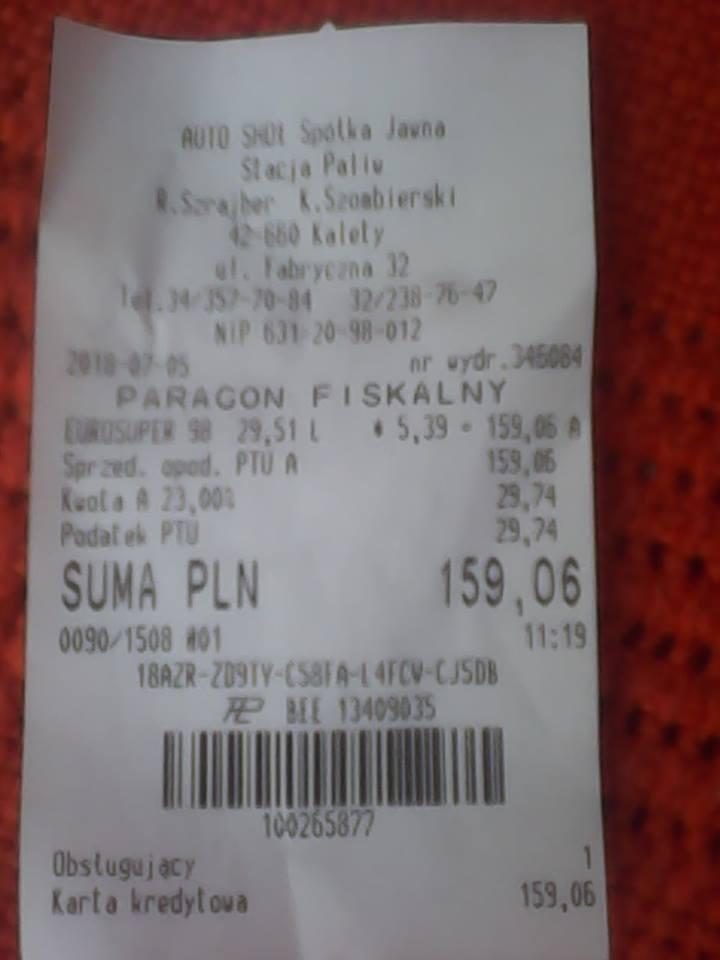 AUTO Spółka Jawna
Stacja Paliw
R.Szrajber K.Szombierski
42-660 Kalety
ul. Fabryczna 32
Tel.34/357-70-84 32/238-76-47
NIP 631-20-98-012
2018-07-05 nr wydr.346084
PARAGON FISKALNY
EUROSUPER 98 29,51 L * 5,39 = 159,06 A
Sprzed. opod. PTU A 159,06
Kwota A 23,00% 29,74
Podatek PTU 29,74
SUMA PLN 159,06
0090/1508 #01 11:19
18AZR-ZD9TY-CS8FA-L4FCW-CJ5DB
BEE 13409035
100265877
Obsługujący 1
Karta kredytowa 159,06